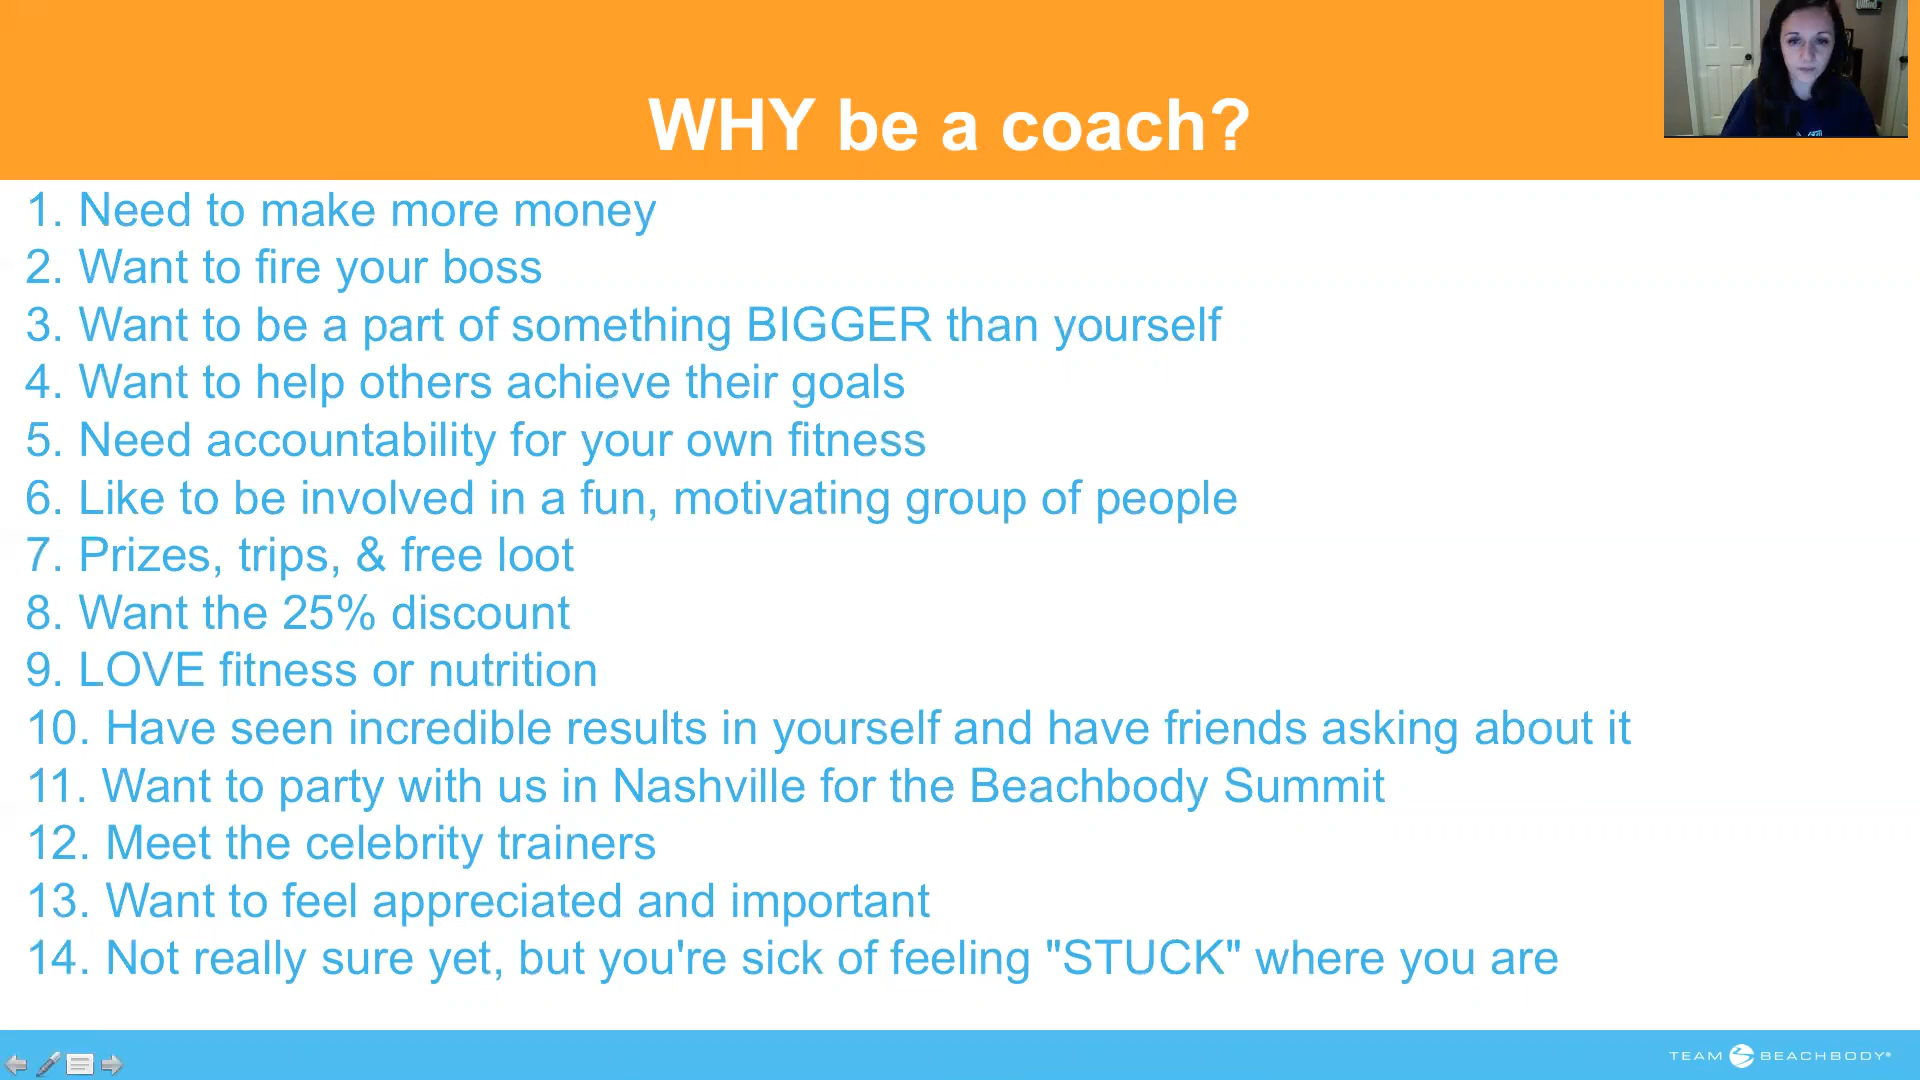 WHY be a coach?
1. Need to make more money
2. Want to fire your boss
3. Want to be a part of something BIGGER than yourself
4. Want to help others achieve their goals
5. Need accountability for your own fitness
6. Like to be involved in a fun, motivating group of people
7. Prizes, trips, & free loot
8. Want the 25% discount
9. LOVE fitness or nutrition
10. Have seen incredible results in yourself and have friends asking about it
11. Want to party with us in Nashville for the Beachbody Summit
12. Meet the celebrity trainers
13. Want to feel appreciated and important
14. Not really sure yet, but you're sick of feeling "STUCK" where you are
TEAM BEACHBODY®